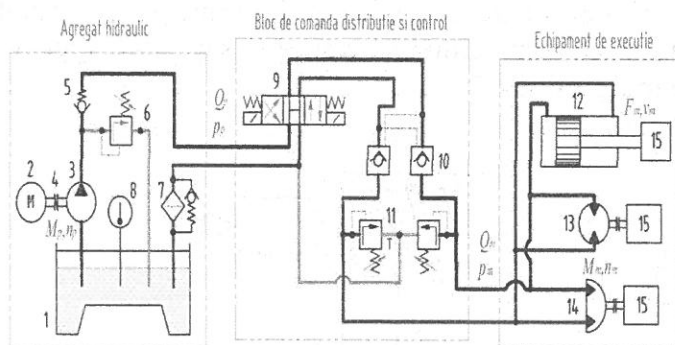 Agregat hidraulic
Bloc de comanda distributie si control
Echipament de executie
5
6
2
4
3
M
8
7
Mp,np
1
9
Qp
pp
10
11
T
Qm
pm
12
Fm,xm
15
13
15
Mm,nm
14
15